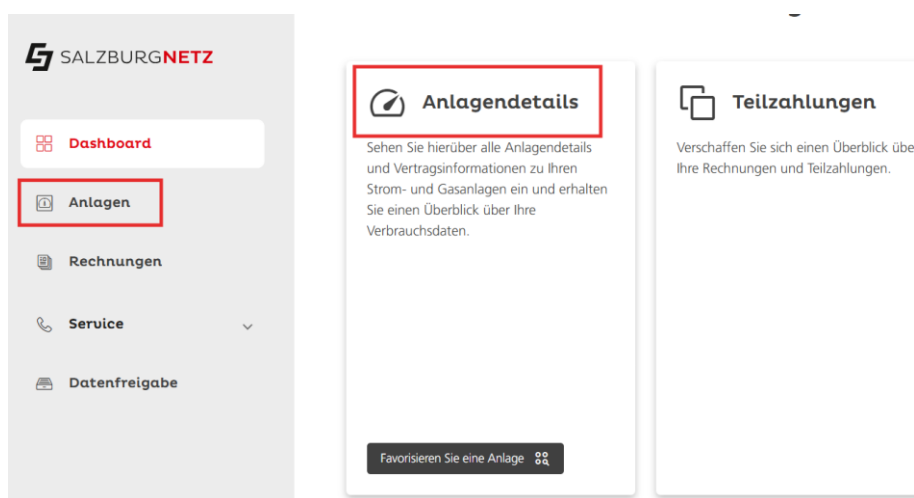 SALZBURGNETZ
Dashboard
Anlagen
Rechnungen
Service
Datenfreigabe
Anlagendetails
Sehen Sie hierüber alle Anlagendetails
und Vertragsinformationen zu Ihren
Strom- und Gasanlagen ein und erhalten
Sie einen Überblick über Ihre
Verbrauchsdaten.
Favorisieren Sie eine Anlage
Teilzahlungen
Verschaffen Sie sich einen Überblick übe
Ihre Rechnungen und Teilzahlungen.